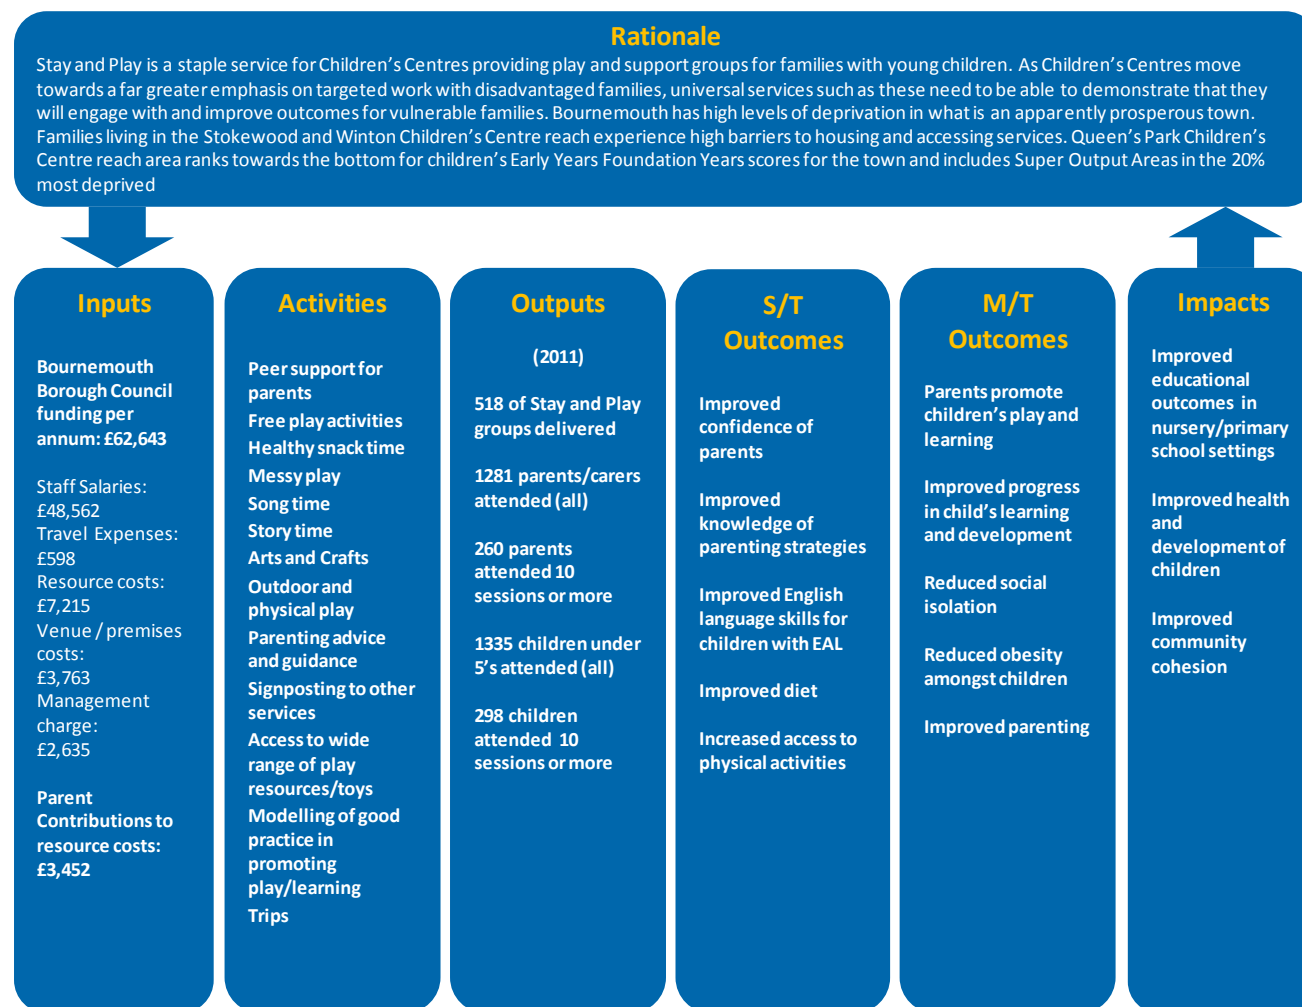 Rationale
Stay and Play is a staple service for Children's Centres providing play and support groups for families with young children. As Children's Centres move
towards a far greater emphasis on targeted work with disadvantaged families, universal services such as these need to be able to demonstrate that they
will engage with and improve outcomes for vulnerable families. Bournemouth has high levels of deprivation in what is an apparently prosperous town.
Families living in the Stokewood and Winton Children's Centre reach experience high barriers to housing and accessing services. Queen's Park Children's
Centre reach area ranks towards the bottom for children's Early Years Foundation Years scores for the town and includes Super Output Areas in the 20%
most deprived
Inputs
Bournemouth
Borough Council
funding per
annum: £62,643
Staff Salaries:
£48,562
Travel Expenses:
£598
Resource costs:
£7,215
Venue / premises
costs:
£3,763
Management
charge:
£2,635
Parent
Contributions to
resource costs:
£3,452
Activities
Peer support for
parents
Free play activities
Healthy snack time
Messy play
Song time
Story time
Arts and Crafts
Outdoor and
physical play
Parenting advice
and guidance
Signposting to other
services
Access to wide
range of play
resources/toys
Modelling of good
practice in
promoting
play/learning
Trips
Outputs
(2011)
518 of Stay and Play
groups delivered
1281 parents/carers
attended (all)
260 parents
attended 10
sessions or more
1335 children under
5's attended (all)
298 children
attended 10
sessions or more
S/T
Outcomes
Improved
confidence of
parents
Improved
knowledge of
parenting strategies
Improved English
language skills for
children with EAL
Improved diet
Increased access to
physical activities
M/T
Outcomes
Parents promote
children's play and
learning
Improved progress
in child's learning
and development
Reduced social
isolation
Reduced obesity
amongst children
Improved parenting
Impacts
Improved
educational
outcomes in
nursery/primary
school settings
Improved health
and
development of
children
Improved
community
cohesion